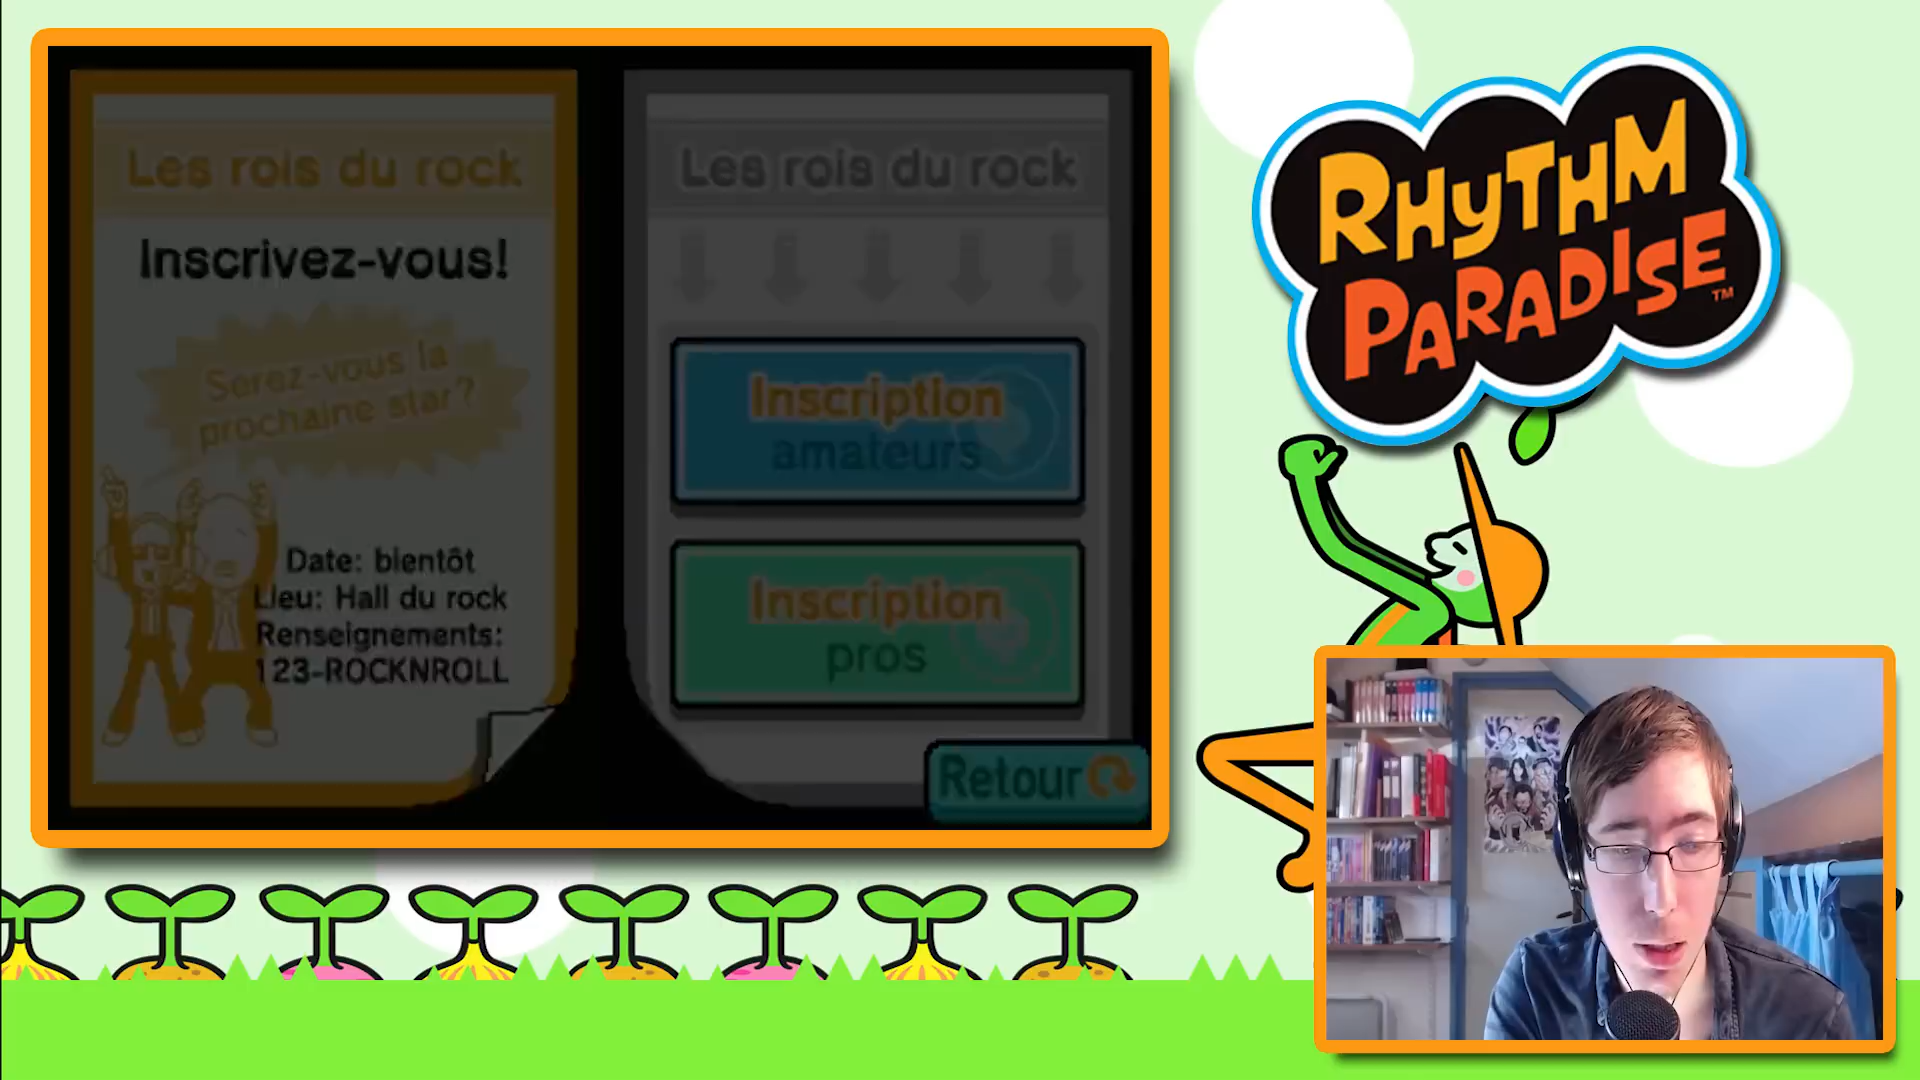 Les rois du rock
Inscrivez-vous!
Serez-vous la
prochaine star?
Date: bientôt
Lieu: Hall du rock
Renseignements:
123-ROCKNROLL
Les rois du rock
Inscription
amateurs
Inscription
pros
Retour
RHYTHM
PARADISE™